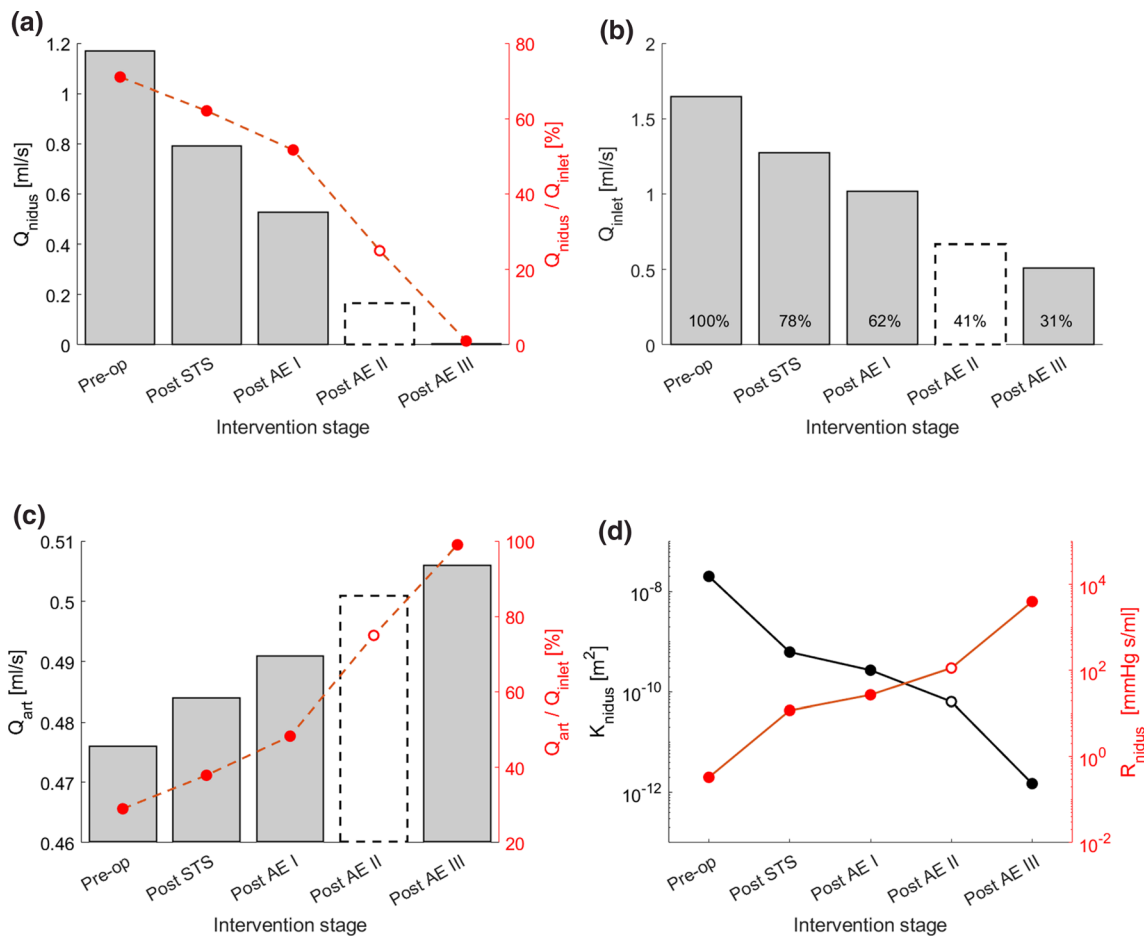 (a)
80
60
40
20
0
1.2
1
0.8
0.6
0.4
0.2
0
Q_nidus [ml/s]
Q_nidus / Q_inlet [%]
Pre-op
Post STS
Post AE I
Post AE II
Post AE III
Intervention stage
(b)
2
1.5
1
0.5
0
Q_inlet [ml/s]
100%
78%
62%
41%
31%
Pre-op
Post STS
Post AE I
Post AE II
Post AE III
Intervention stage
(c)
0.51
0.5
0.49
0.48
0.47
0.46
Q_art [ml/s]
100
80
60
40
20
Q_art / Q_inlet [%]
Pre-op
Post STS
Post AE I
Post AE II
Post AE III
Intervention stage
(d)
10^-8
10^-10
10^-12
K_nidus [m^2]
10^4
10^2
10^0
10^-2
R_nidus [mmHg s/ml]
Pre-op
Post STS
Post AE I
Post AE II
Post AE III
Intervention stage